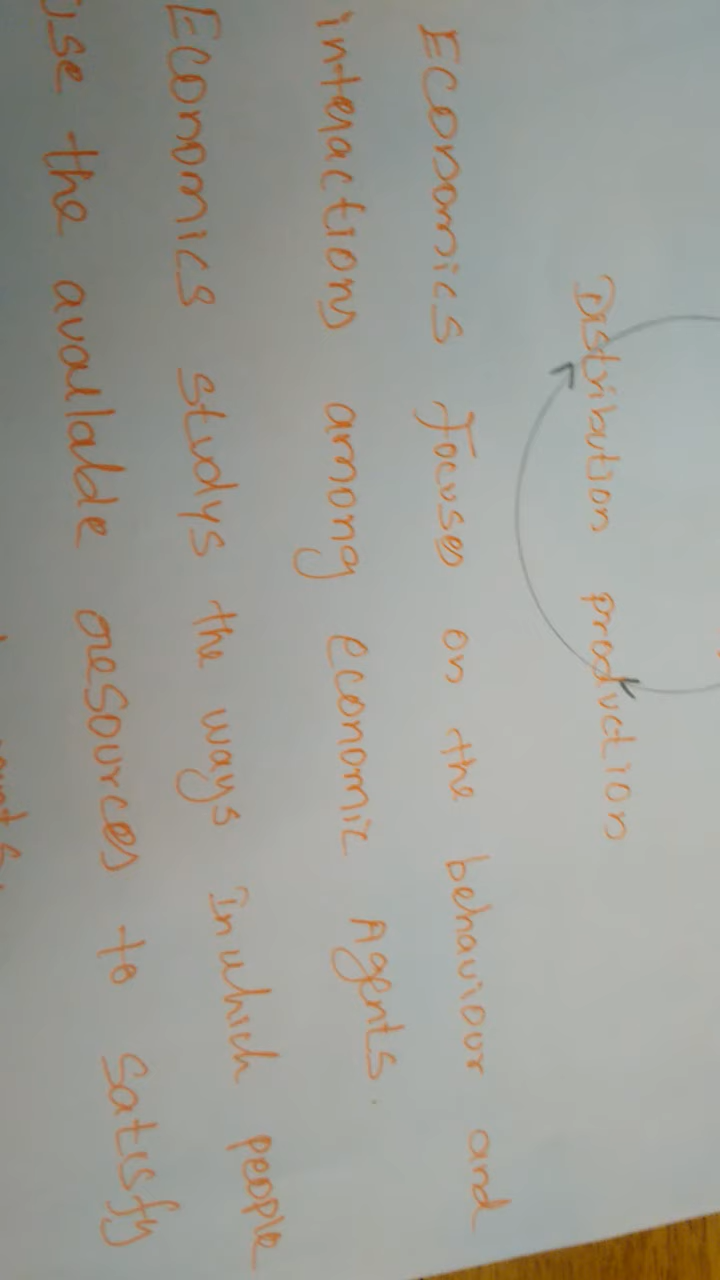 Distribution production
Economics focuses on the behaviour and
interactions among economic Agents.
Economics studys the ways In which people
use the available resources to satisfy